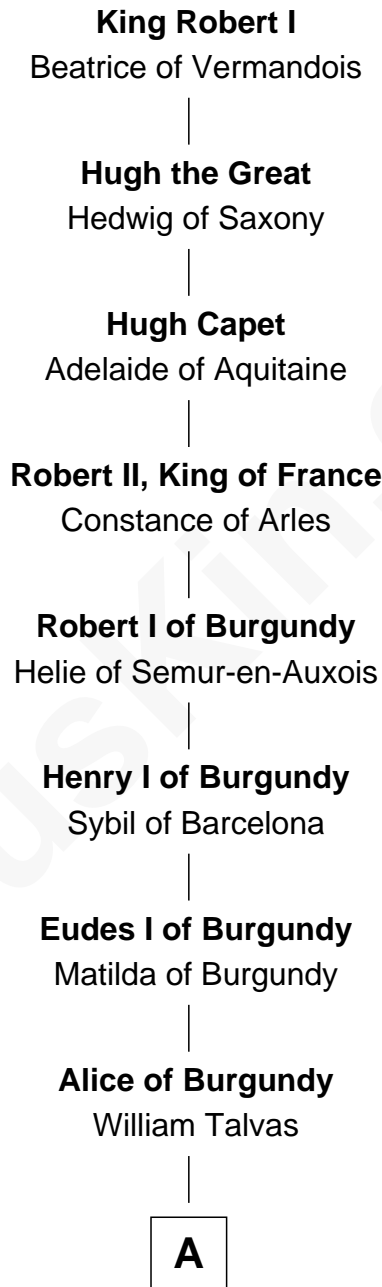 King Robert I
Beatrice of Vermandois
Hugh the Great
Hedwig of Saxony
Hugh Capet
Adelaide of Aquitaine
Robert II, King of France
Constance of Arles
Robert I of Burgundy
Helie of Semur-en-Auxois
Henry I of Burgundy
Sybil of Barcelona
Eudes I of Burgundy
Matilda of Burgundy
Alice of Burgundy
William Talvas
A